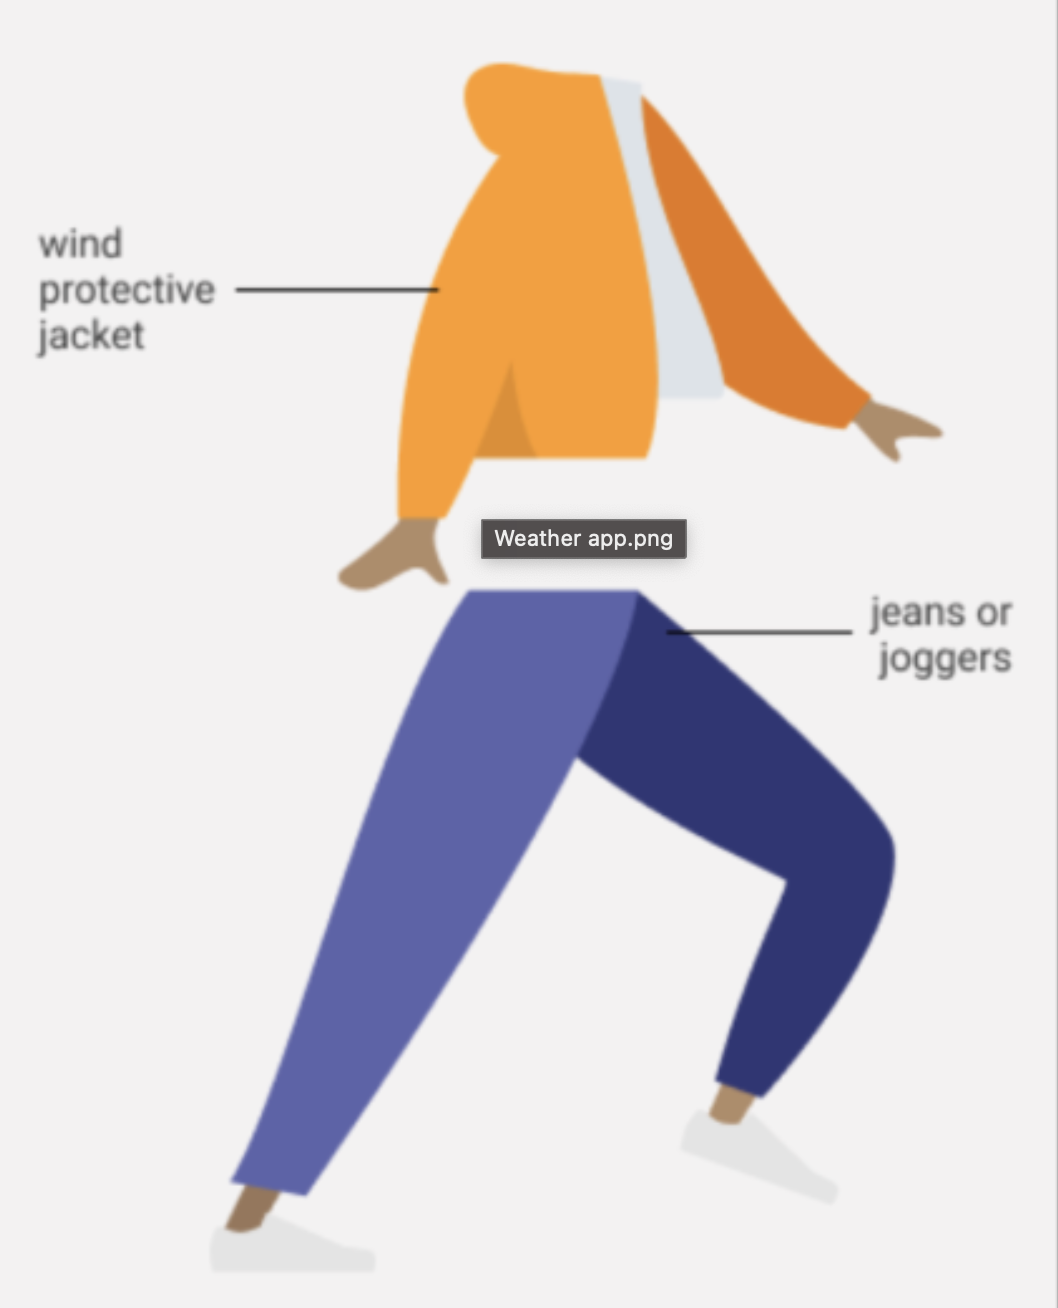 wind
protective
jacket
Weather app.png
jeans or
joggers